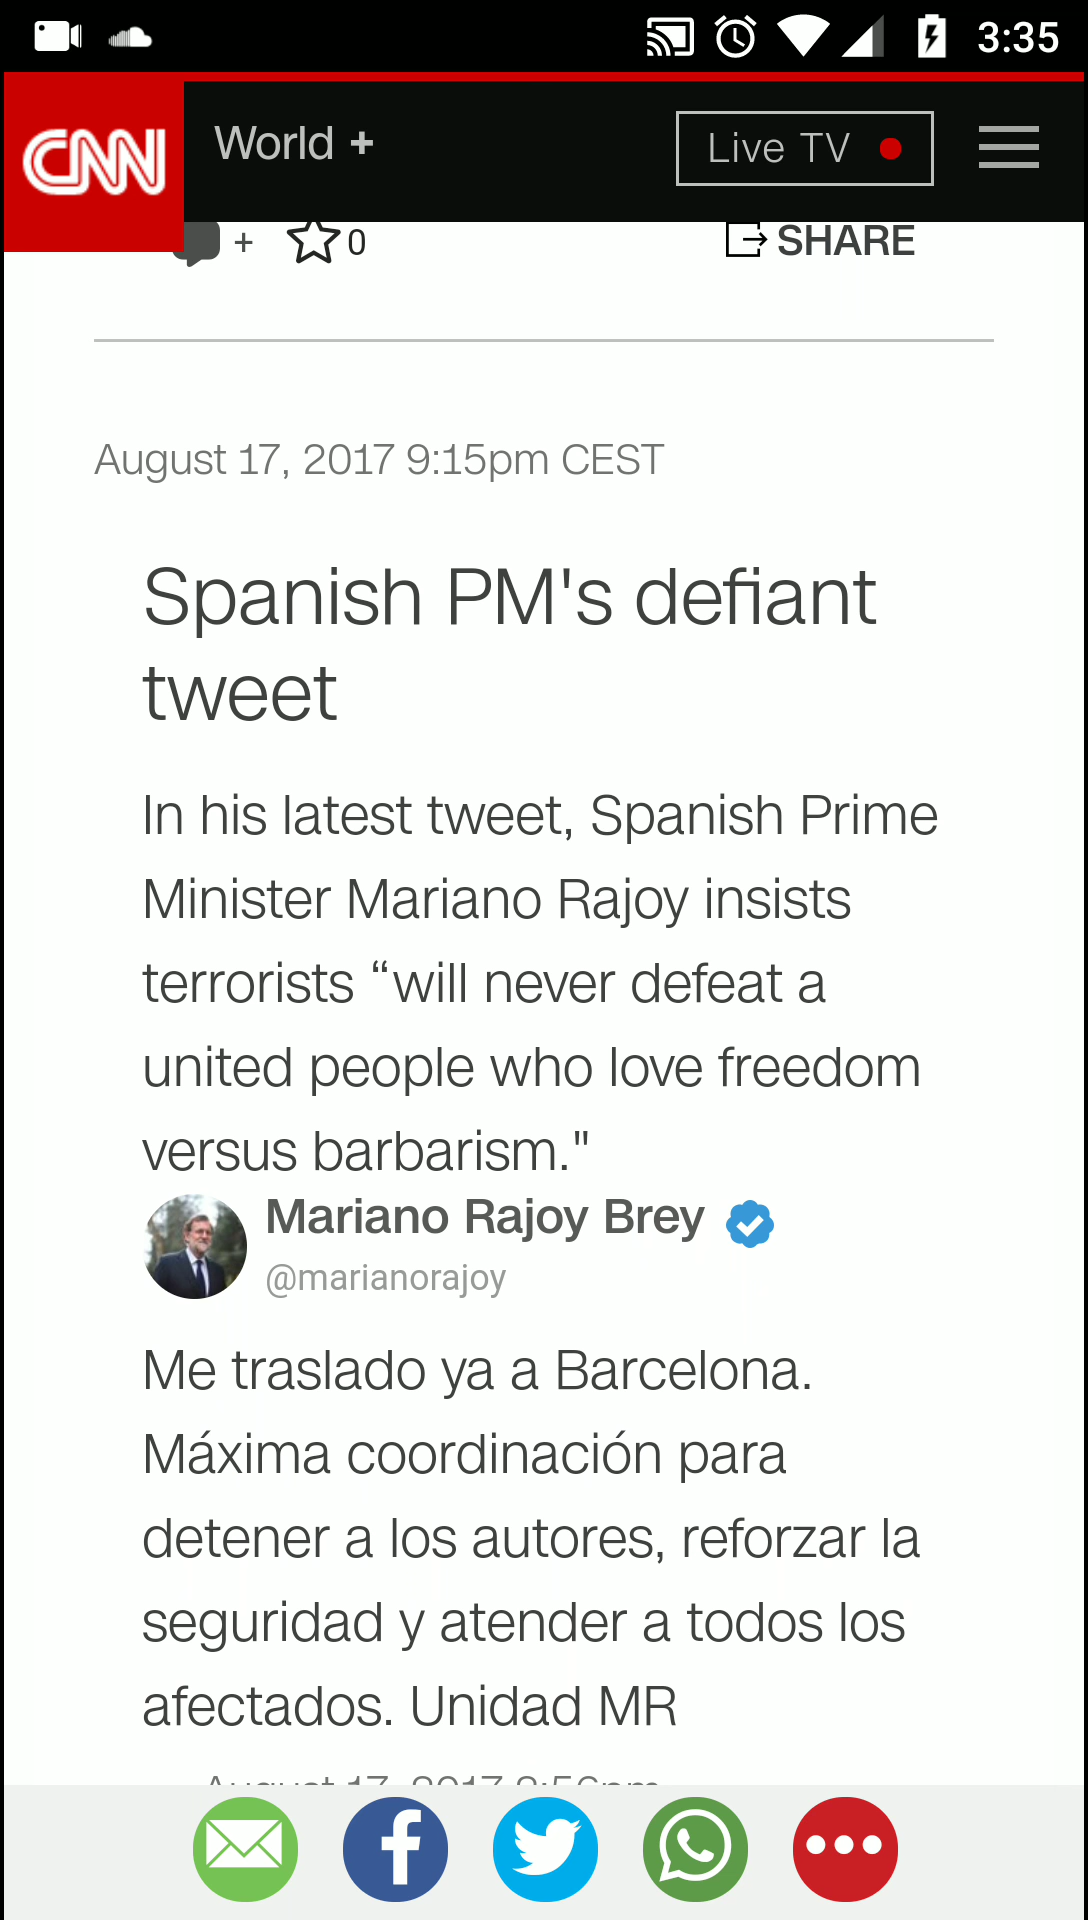 3:35
CNN
World +
Live TV
+
0
SHARE
August 17, 2017 9:15pm CEST
Spanish PM's defiant
tweet
In his latest tweet, Spanish Prime
Minister Mariano Rajoy insists
terrorists “will never defeat a
united people who love freedom
versus barbarism."
Mariano Rajoy Brey
@marianorajoy
Me traslado ya a Barcelona.
Máxima coordinación para
detener a los autores, reforzar la
seguridad y atender a todos los
afectados. Unidad MR
August 17, 2017